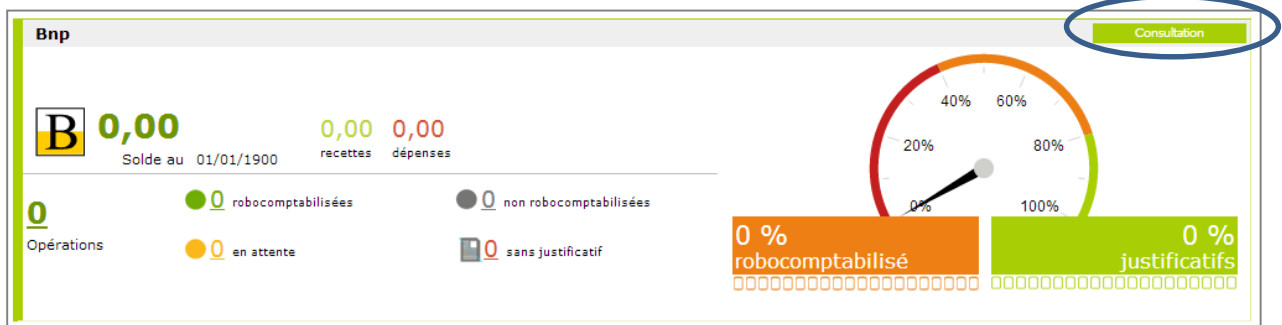 Bnp
Consultation
B
0,00
Solde au 01/01/1900
0,00 recettes
0,00 dépenses
0
Opérations
0 robocomptabilisées
0 non robocomptabilisées
0 en attente
0 sans justificatif
0%
20%
40%
60%
80%
100%
0 %
robocomptabilisé
0 %
justificatifs